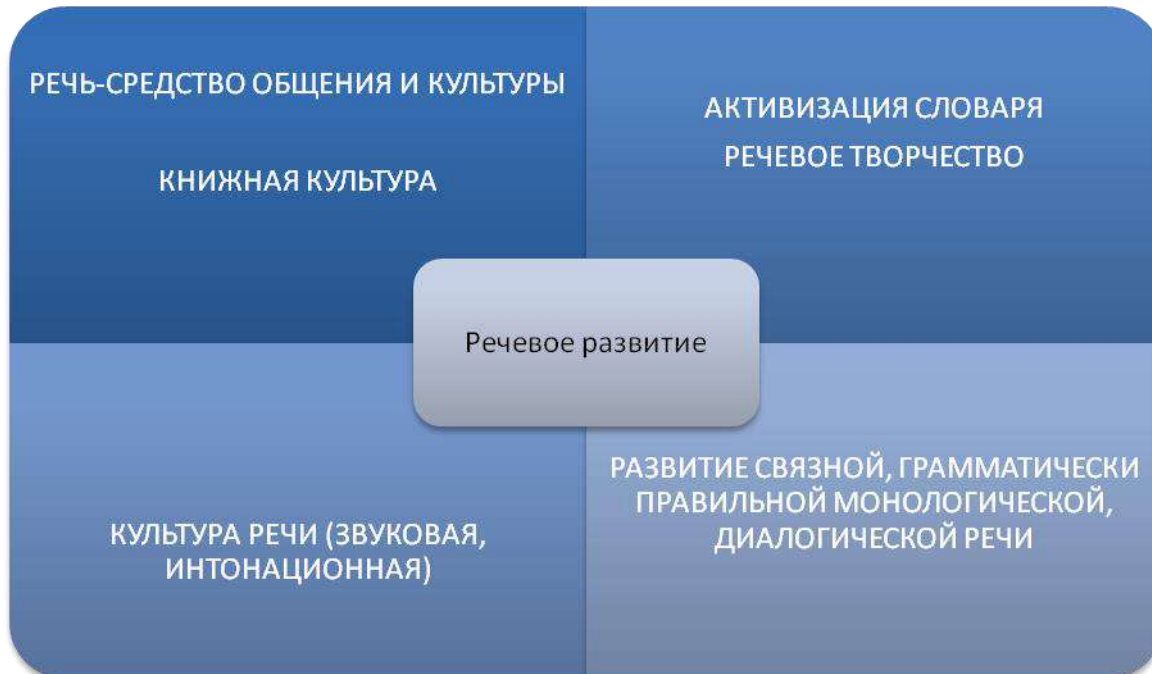 РЕЧЬ-СРЕДСТВО ОБЩЕНИЯ И КУЛЬТУРЫ
КНИЖНАЯ КУЛЬТУРА
АКТИВИЗАЦИЯ СЛОВАРЯ
РЕЧЕВОЕ ТВОРЧЕСТВО
Речевое развитие
КУЛЬТУРА РЕЧИ (ЗВУКОВАЯ,
ИНТОНАЦИОННАЯ)
РАЗВИТИЕ СВЯЗНОЙ, ГРАММАТИЧЕСКИ
ПРАВИЛЬНОЙ МОНОЛОГИЧЕСКОЙ,
ДИАЛОГИЧЕСКОЙ РЕЧИ